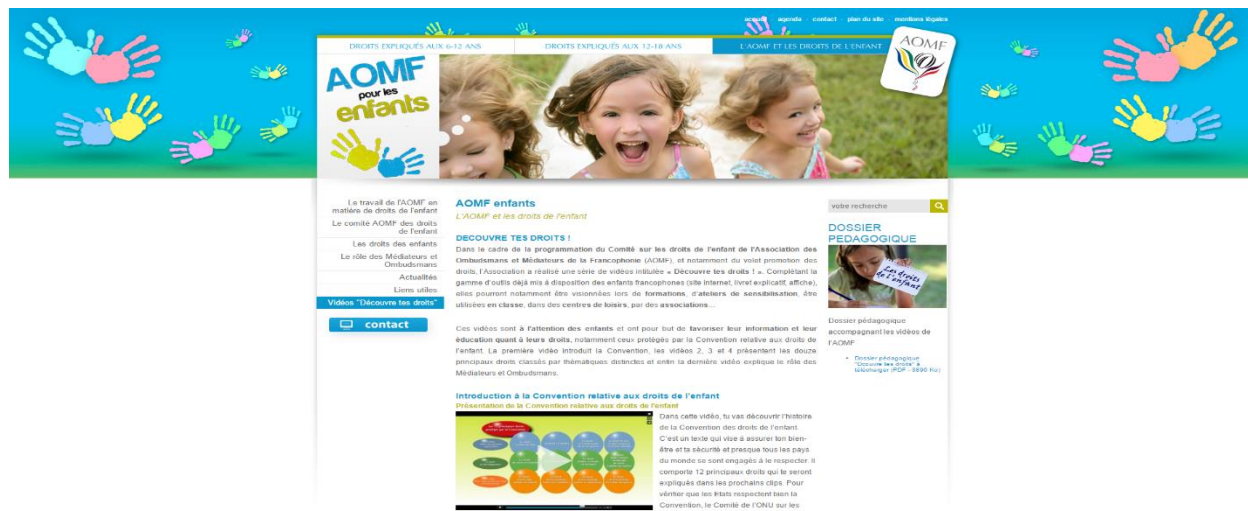 accueil - agenda - contact - plan du site - mentions légales
DROITS EXPLIQUÉS AUX 6-12 ANS
DROITS EXPLIQUÉS AUX 12-18 ANS
L'AOMF ET LES DROITS DE L'ENFANT
AOMF
AOMF
pour les
enfants
Le travail de l'AOMF en
matière de droits de l'enfant
Le comité AOMF des droits
de l'enfant
Les droits des enfants
Le rôle des Médiateurs et
Ombudsmans
Actualités
Liens utiles
Vidéos "Découvre tes droits"
contact
AOMF enfants
L'AOMF et les droits de l'enfant
DECOUVRE TES DROITS !
Dans le cadre de la programmation du Comité sur les droits de l'enfant de l'Association des
Ombudsmans et Médiateurs de la Francophonie (AOMF), et notamment du volet promotion des
droits, l'Association a réalisé une série de vidéos intitulée « Découvre tes droits ! ». Complétant la
gamme d'outils déjà mis à disposition des enfants francophones (site internet, livret explicatif, affiche),
elles pourront notamment être visionnées lors de formations, d'ateliers de sensibilisation, être
utilisées en classe, dans des centres de loisirs, par des associations...
Ces vidéos sont à l'attention des enfants et ont pour but de favoriser leur information et leur
éducation quant à leurs droits, notamment ceux protégés par la Convention relative aux droits de
l'enfant. La première vidéo introduit la Convention, les vidéos 2, 3 et 4 présentent les douze
principaux droits classés par thématiques distinctes et enfin la dernière vidéo explique le rôle des
Médiateurs et Ombudsmans.
Introduction à la Convention relative aux droits de l'enfant
Présentation de la Convention relative aux droits de l'enfant
Dans cette vidéo, tu vas découvrir l'histoire
de la Convention des droits de l'enfant.
C'est un texte qui vise à assurer ton bien-
être et ta sécurité et presque tous les pays
du monde se sont engagés à le respecter. Il
comporte 12 principaux droits qui te seront
expliqués dans les prochains clips. Pour
vérifier que les Etats respectent bien la
Convention, le Comité de l'ONU sur les
votre recherche
DOSSIER
PEDAGOGIQUE
Les droits
de l'enfant
Dossier pédagogique
accompagnant les vidéos de
l'AOMF
Dossier pédagogique
"Découvre tes droits" à
télécharger (PDF - 3690 Ko)